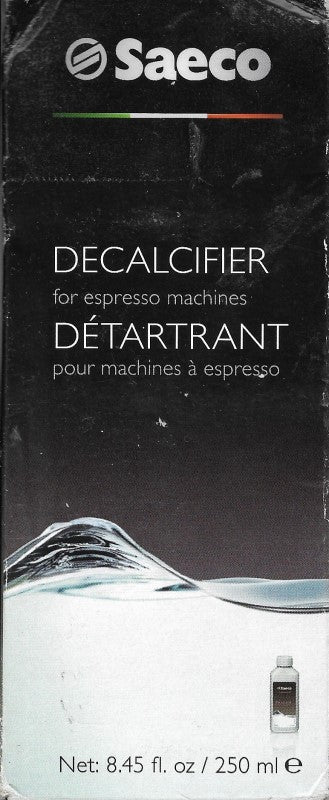 Saeco
DECALCIFIER
for espresso machines
DÉTARTRANT
pour machines à espresso
Net: 8.45 fl. oz / 250 ml ℮